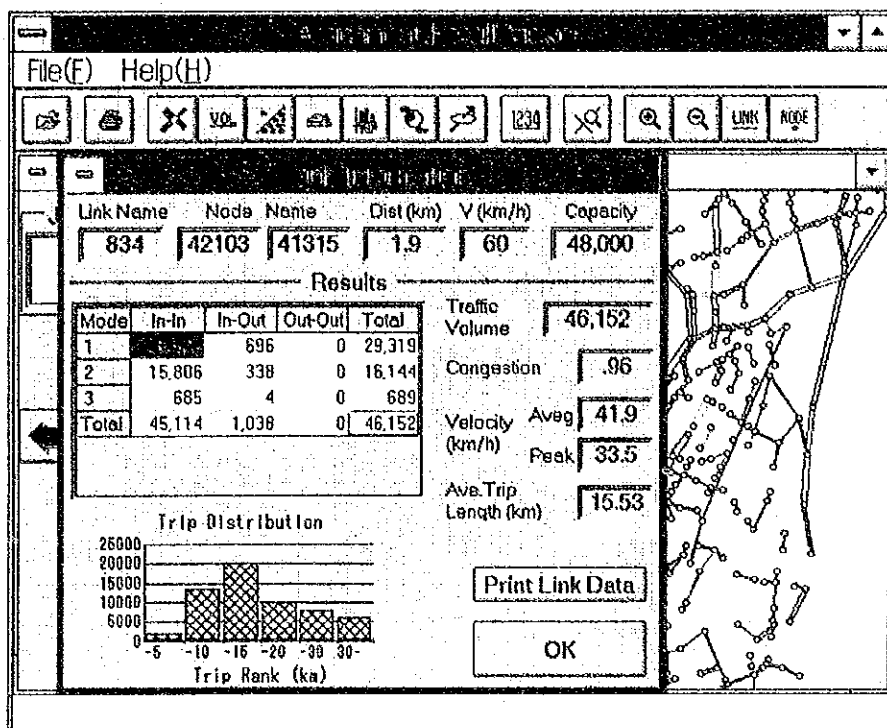 File(F) Help(H)
VOL 1234 LINK NODE
Link Name Node Name Dist (km) V (km/h) Capacity
834 42103 41315 1.9 60 48,000
Results
Mode In-In In-Out Out-Out Total
1 696 0 29,319
2 15,806 338 0 16,144
3 685 4 0 689
Total 45,114 1,038 0 46,152
Traffic Volume 46,152
Congestion .96
Velocity (km/h) Aveg 41.9
Peak 33.5
Ave.Trip Length (km) 15.53
Trip Distribution
25000
20000
15000
10000
5000
0
-5 -10 -15 -20 -30 30-
Trip Rank (km)
Print Link Data
OK